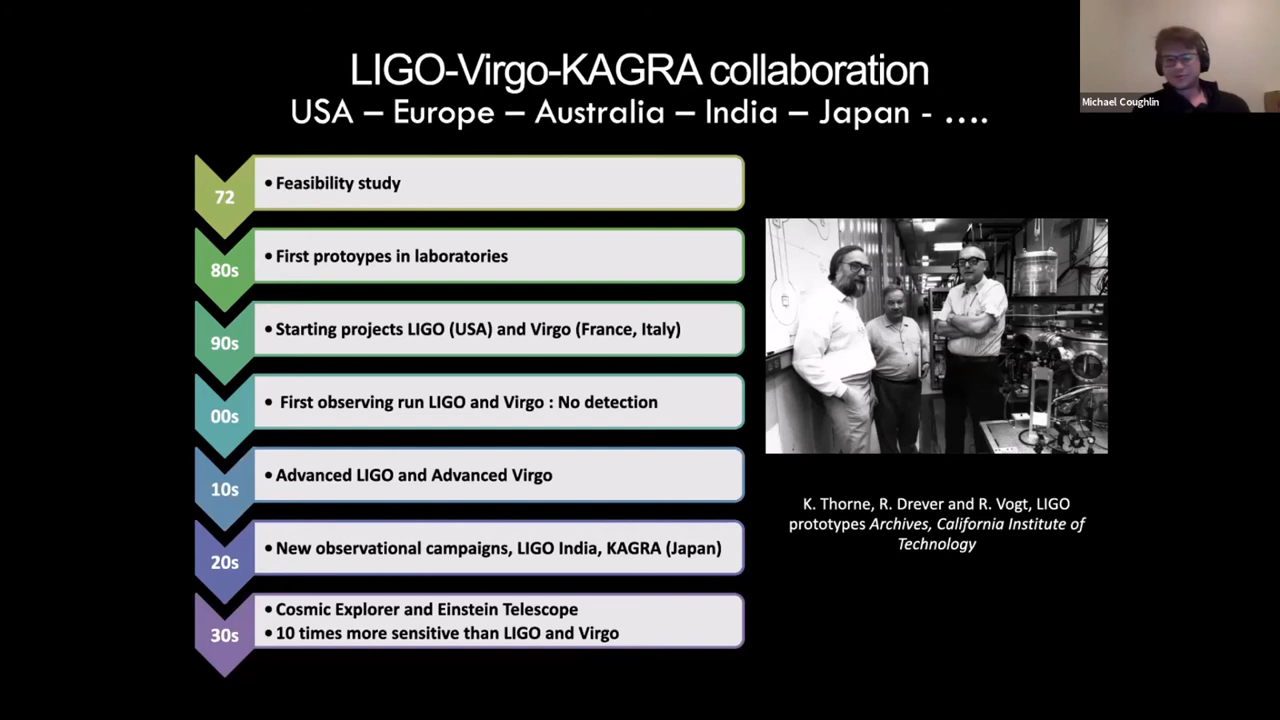 LIGO-Virgo-KAGRA collaboration
USA – Europe – Australia – India – Japan - ….
Michael Coughlin
72
• Feasibility study
80s
• First protoypes in laboratories
90s
• Starting projects LIGO (USA) and Virgo (France, Italy)
00s
• First observing run LIGO and Virgo : No detection
10s
• Advanced LIGO and Advanced Virgo
20s
• New observational campaigns, LIGO India, KAGRA (Japan)
30s
• Cosmic Explorer and Einstein Telescope
• 10 times more sensitive than LIGO and Virgo
K. Thorne, R. Drever and R. Vogt, LIGO
prototypes Archives, California Institute of
Technology